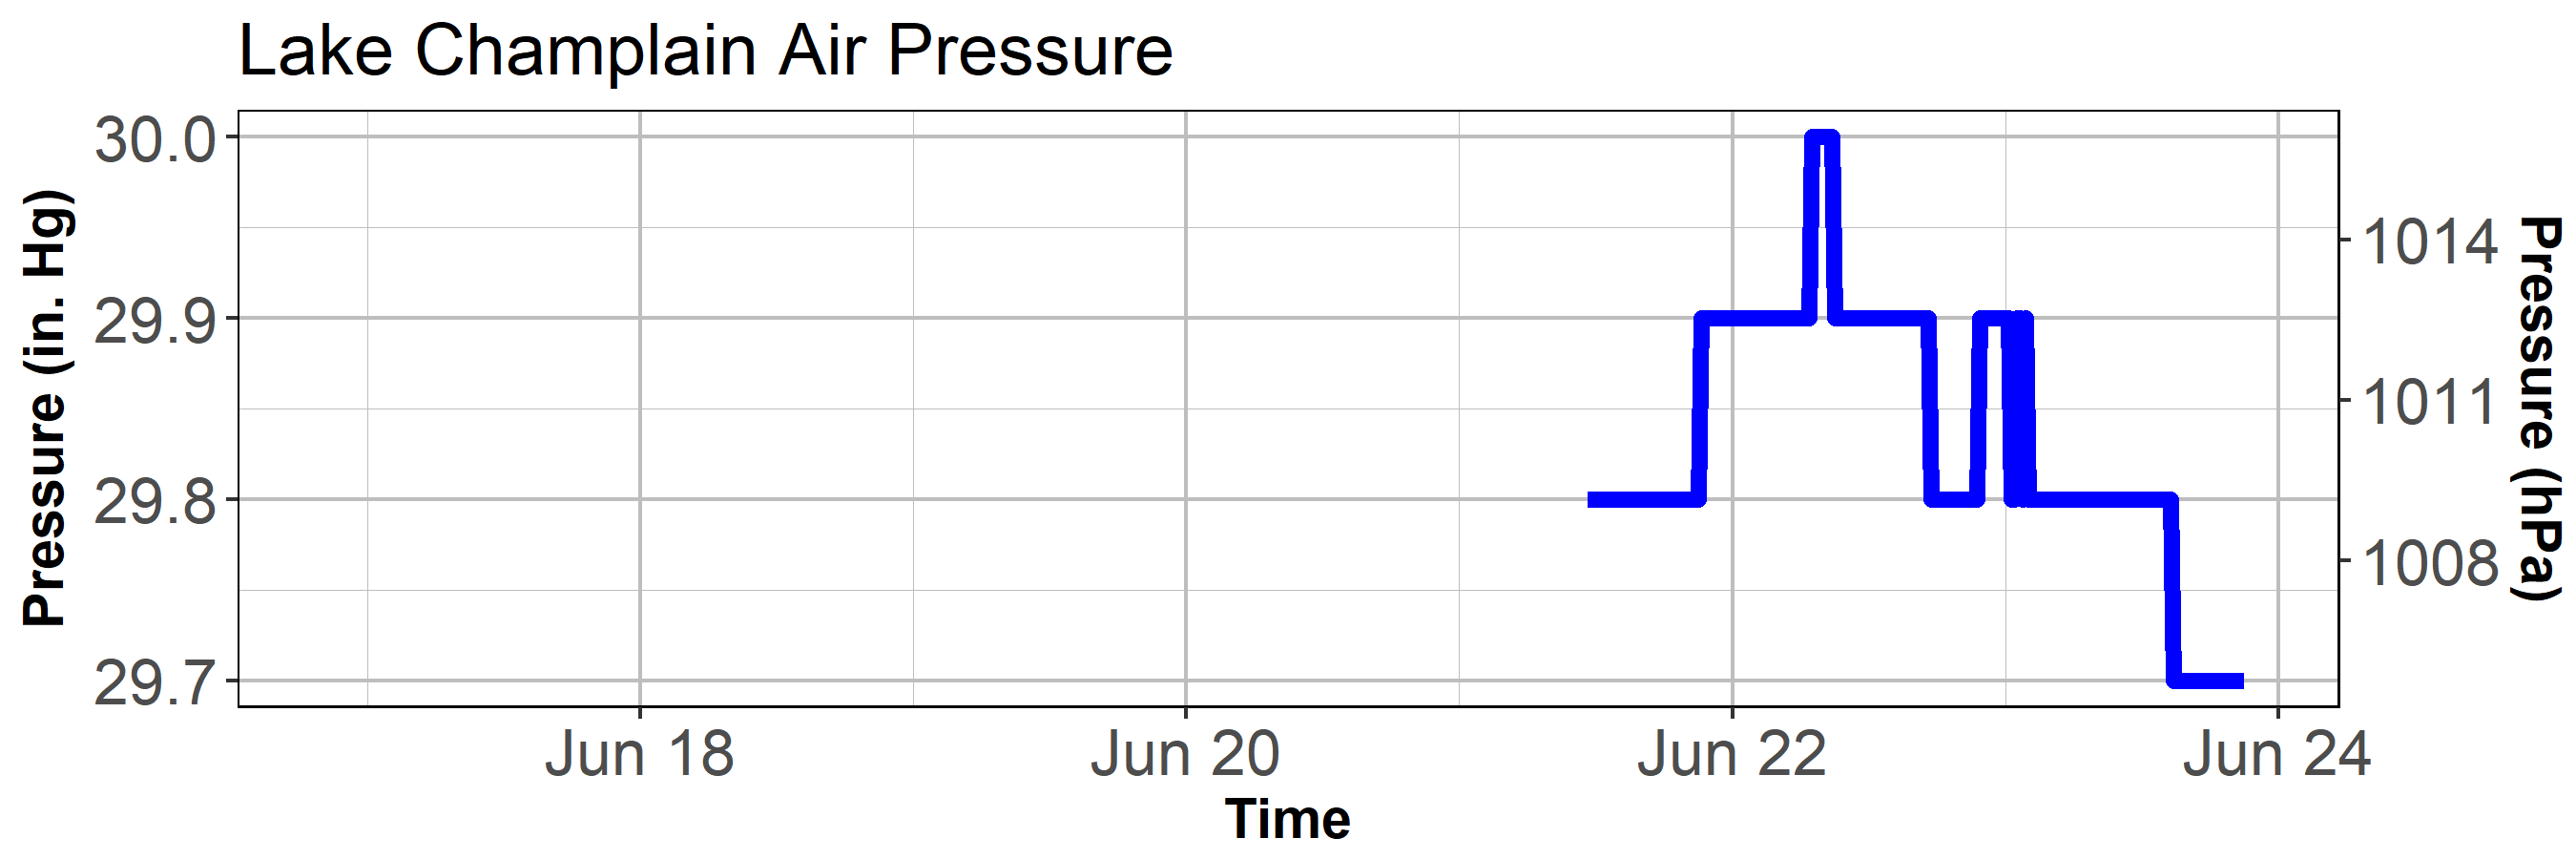 Lake Champlain Air Pressure
Pressure (in. Hg)
30.0
29.9
29.8
29.7
1014
1011
1008
Pressure (hPa)
Jun 18
Jun 20
Jun 22
Jun 24
Time